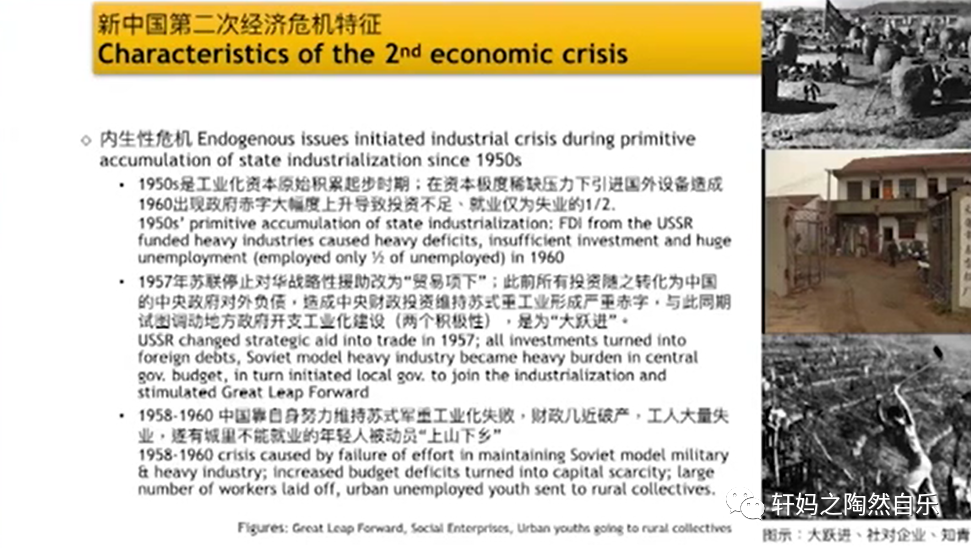 新中国第二次经济危机特征
Characteristics of the 2nd economic crisis
◇ 内生性危机 Endogenous issues initiated industrial crisis during primitive
accumulation of state industrialization since 1950s
• 1950s是工业化资本原始积累起步时期；在资本极度稀缺压力下引进国外设备造成
1960出现政府赤字大幅度上升导致投资不足、就业仅为失业的1/2.
1950s’ primitive accumulation of state industrialization: FDI from the USSR
funded heavy industries caused heavy deficits, insufficient investment and huge
unemployment (employed only ½ of unemployed) in 1960
• 1957年苏联停止对华战略性援助改为“贸易项下”；此前所有投资随之转化为中国
的中央政府对外负债，造成中央财政投资维持苏式重工业形成严重赤字，与此同期
试图调动地方政府开支工业化建设（两个积极性），是为“大跃进”。
USSR changed strategic aid into trade in 1957; all investments turned into
foreign debts, Soviet model heavy industry became heavy burden in central
gov. budget, in turn initiated local gov. to join the industrialization and
stimulated Great Leap Forward
• 1958-1960 中国靠自身努力维持苏式军重工业化失败，财政几近破产，工人大量失
业，遂有城里不能就业的年轻人被动员“上山下乡”
1958-1960 crisis caused by failure of effort in maintaining Soviet model military
& heavy industry; increased budget deficits turned into capital scarcity; large
number of workers laid off, urban unemployed youth sent to rural collectives.
Figures: Great Leap Forward, Social Enterprises, Urban youths going to rural collectives
轩妈之陶然自乐
图示：大跃进、社对企业、知青